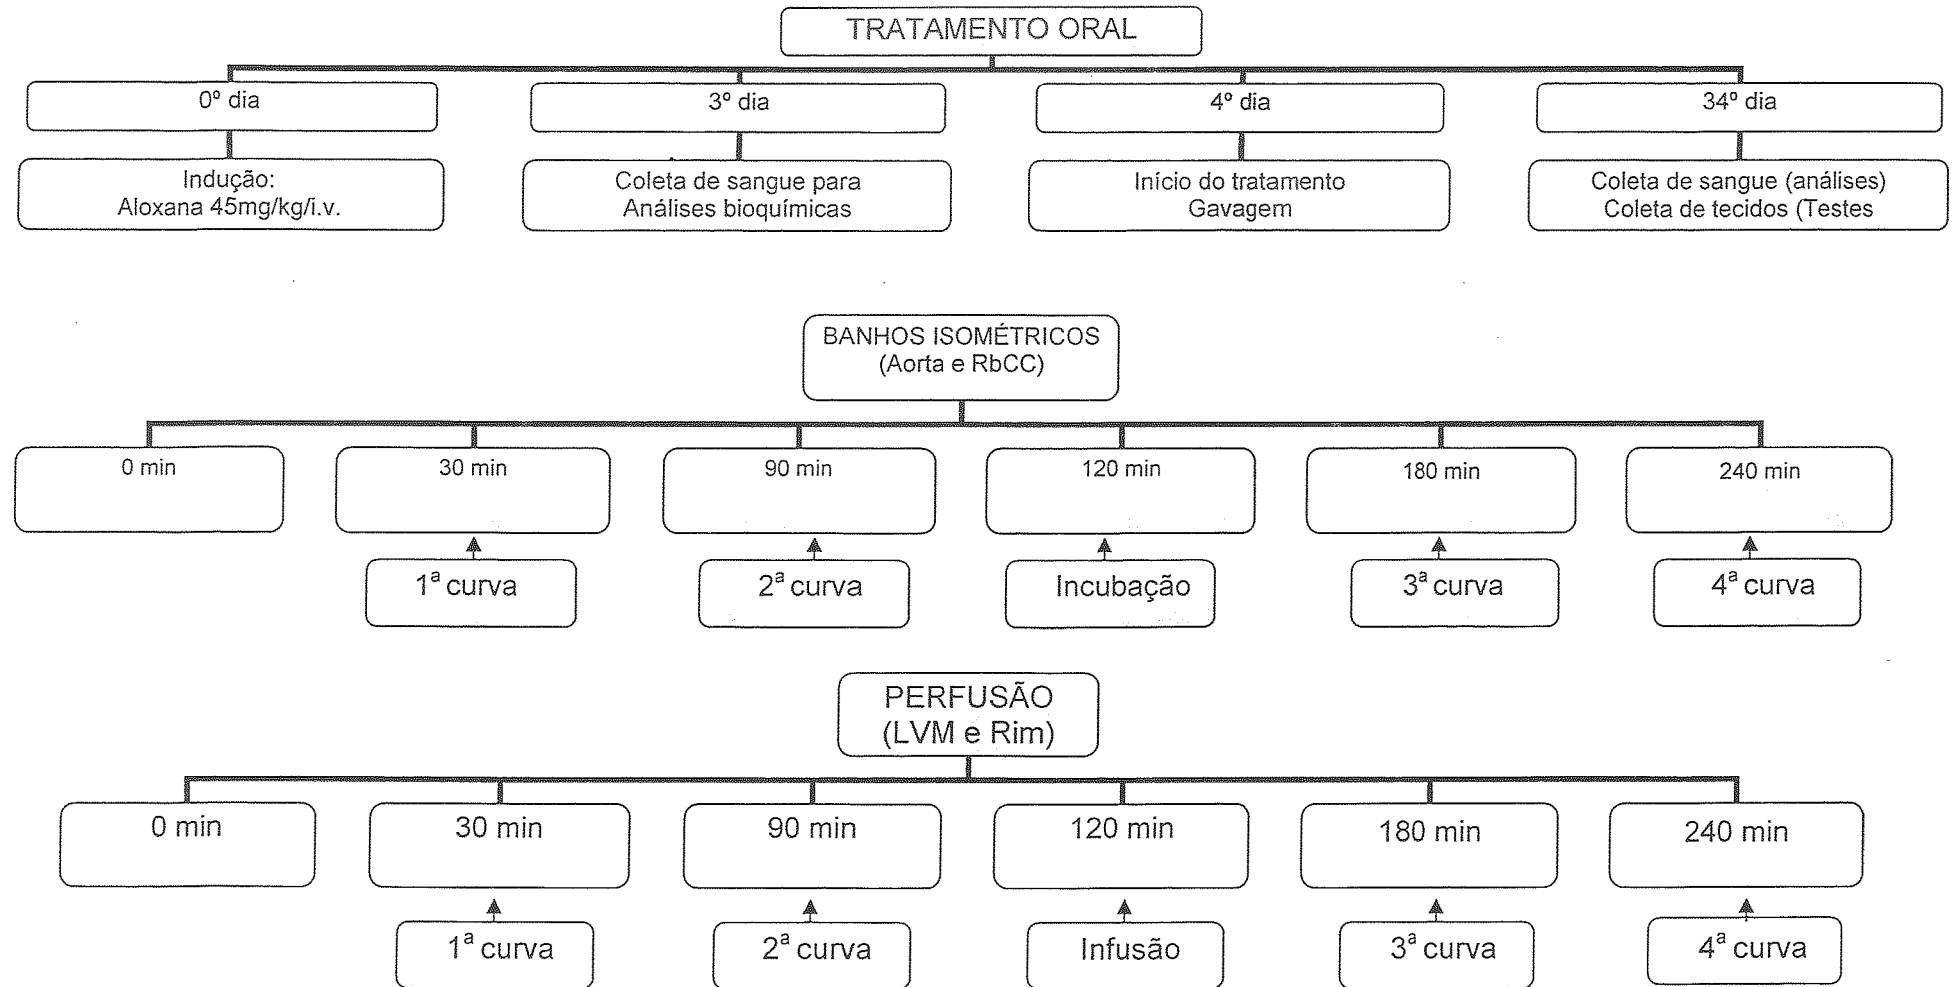 TRATAMENTO ORAL
0º dia
3º dia
4º dia
34º dia
Indução:
Aloxana 45mg/kg/i.v.
Coleta de sangue para
Análises bioquímicas
Início do tratamento
Gavagem
Coleta de sangue (análises)
Coleta de tecidos (Testes
BANHOS ISOMÉTRICOS
(Aorta e RbCC)
0 min
30 min
90 min
120 min
180 min
240 min
1ª curva
2ª curva
Incubação
3ª curva
4ª curva
PERFUSÃO
(LVM e Rim)
0 min
30 min
90 min
120 min
180 min
240 min
1ª curva
2ª curva
Infusão
3ª curva
4ª curva